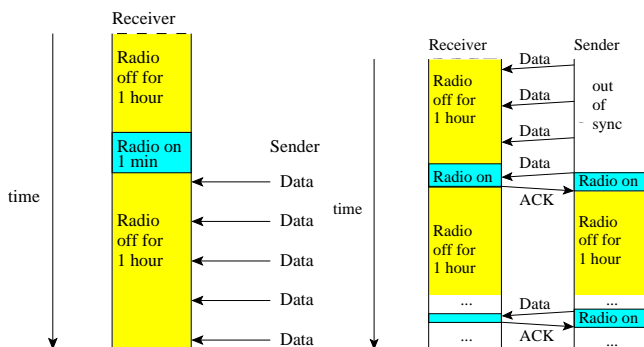 Receiver
Radio
off for
1 hour
Radio on
1 min
Sender
time
Data
Radio
off for
1 hour
Data
Data
Data
Data
Receiver
Sender
Data
Radio
off for
1 hour
Data
Data
out
of
sync
Data
Radio on
Radio on
ACK
time
Radio
off for
1 hour
Radio
off for
1 hour
...
...
Data
Radio on
ACK
...
...